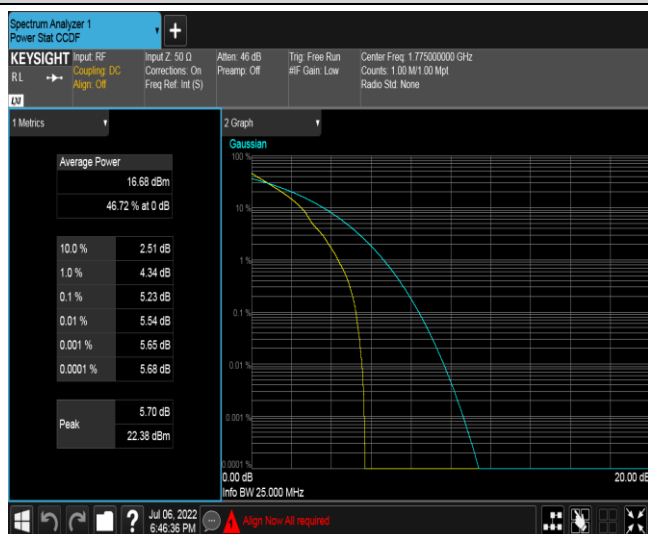 Spectrum Analyzer 1
Power Stat CCDF
+
KEYSIGHT
R L
LXI
Input: RF
Coupling: DC
Align: Off
Input Z: 50 Ω
Corrections: On
Freq Ref: Int (S)
Atten: 46 dB
Preamp: Off
Trig: Free Run
#IF Gain: Low
Center Freq: 1.775000000 GHz
Counts: 1.00 M/1.00 Mpt
Radio Std: None
1 Metrics
Average Power
16.68 dBm
46.72 % at 0 dB
10.0 % 2.51 dB
1.0 % 4.34 dB
0.1 % 5.23 dB
0.01 % 5.54 dB
0.001 % 5.65 dB
0.0001 % 5.68 dB
Peak
5.70 dB
22.38 dBm
2 Graph
Gaussian
100 %
10 %
1 %
0.1 %
0.01 %
0.001 %
0.0001 %
0.00 dB
20.00 dB
Info BW 25.000 MHz
?
Jul 06, 2022
6:46:36 PM
Align Now All required